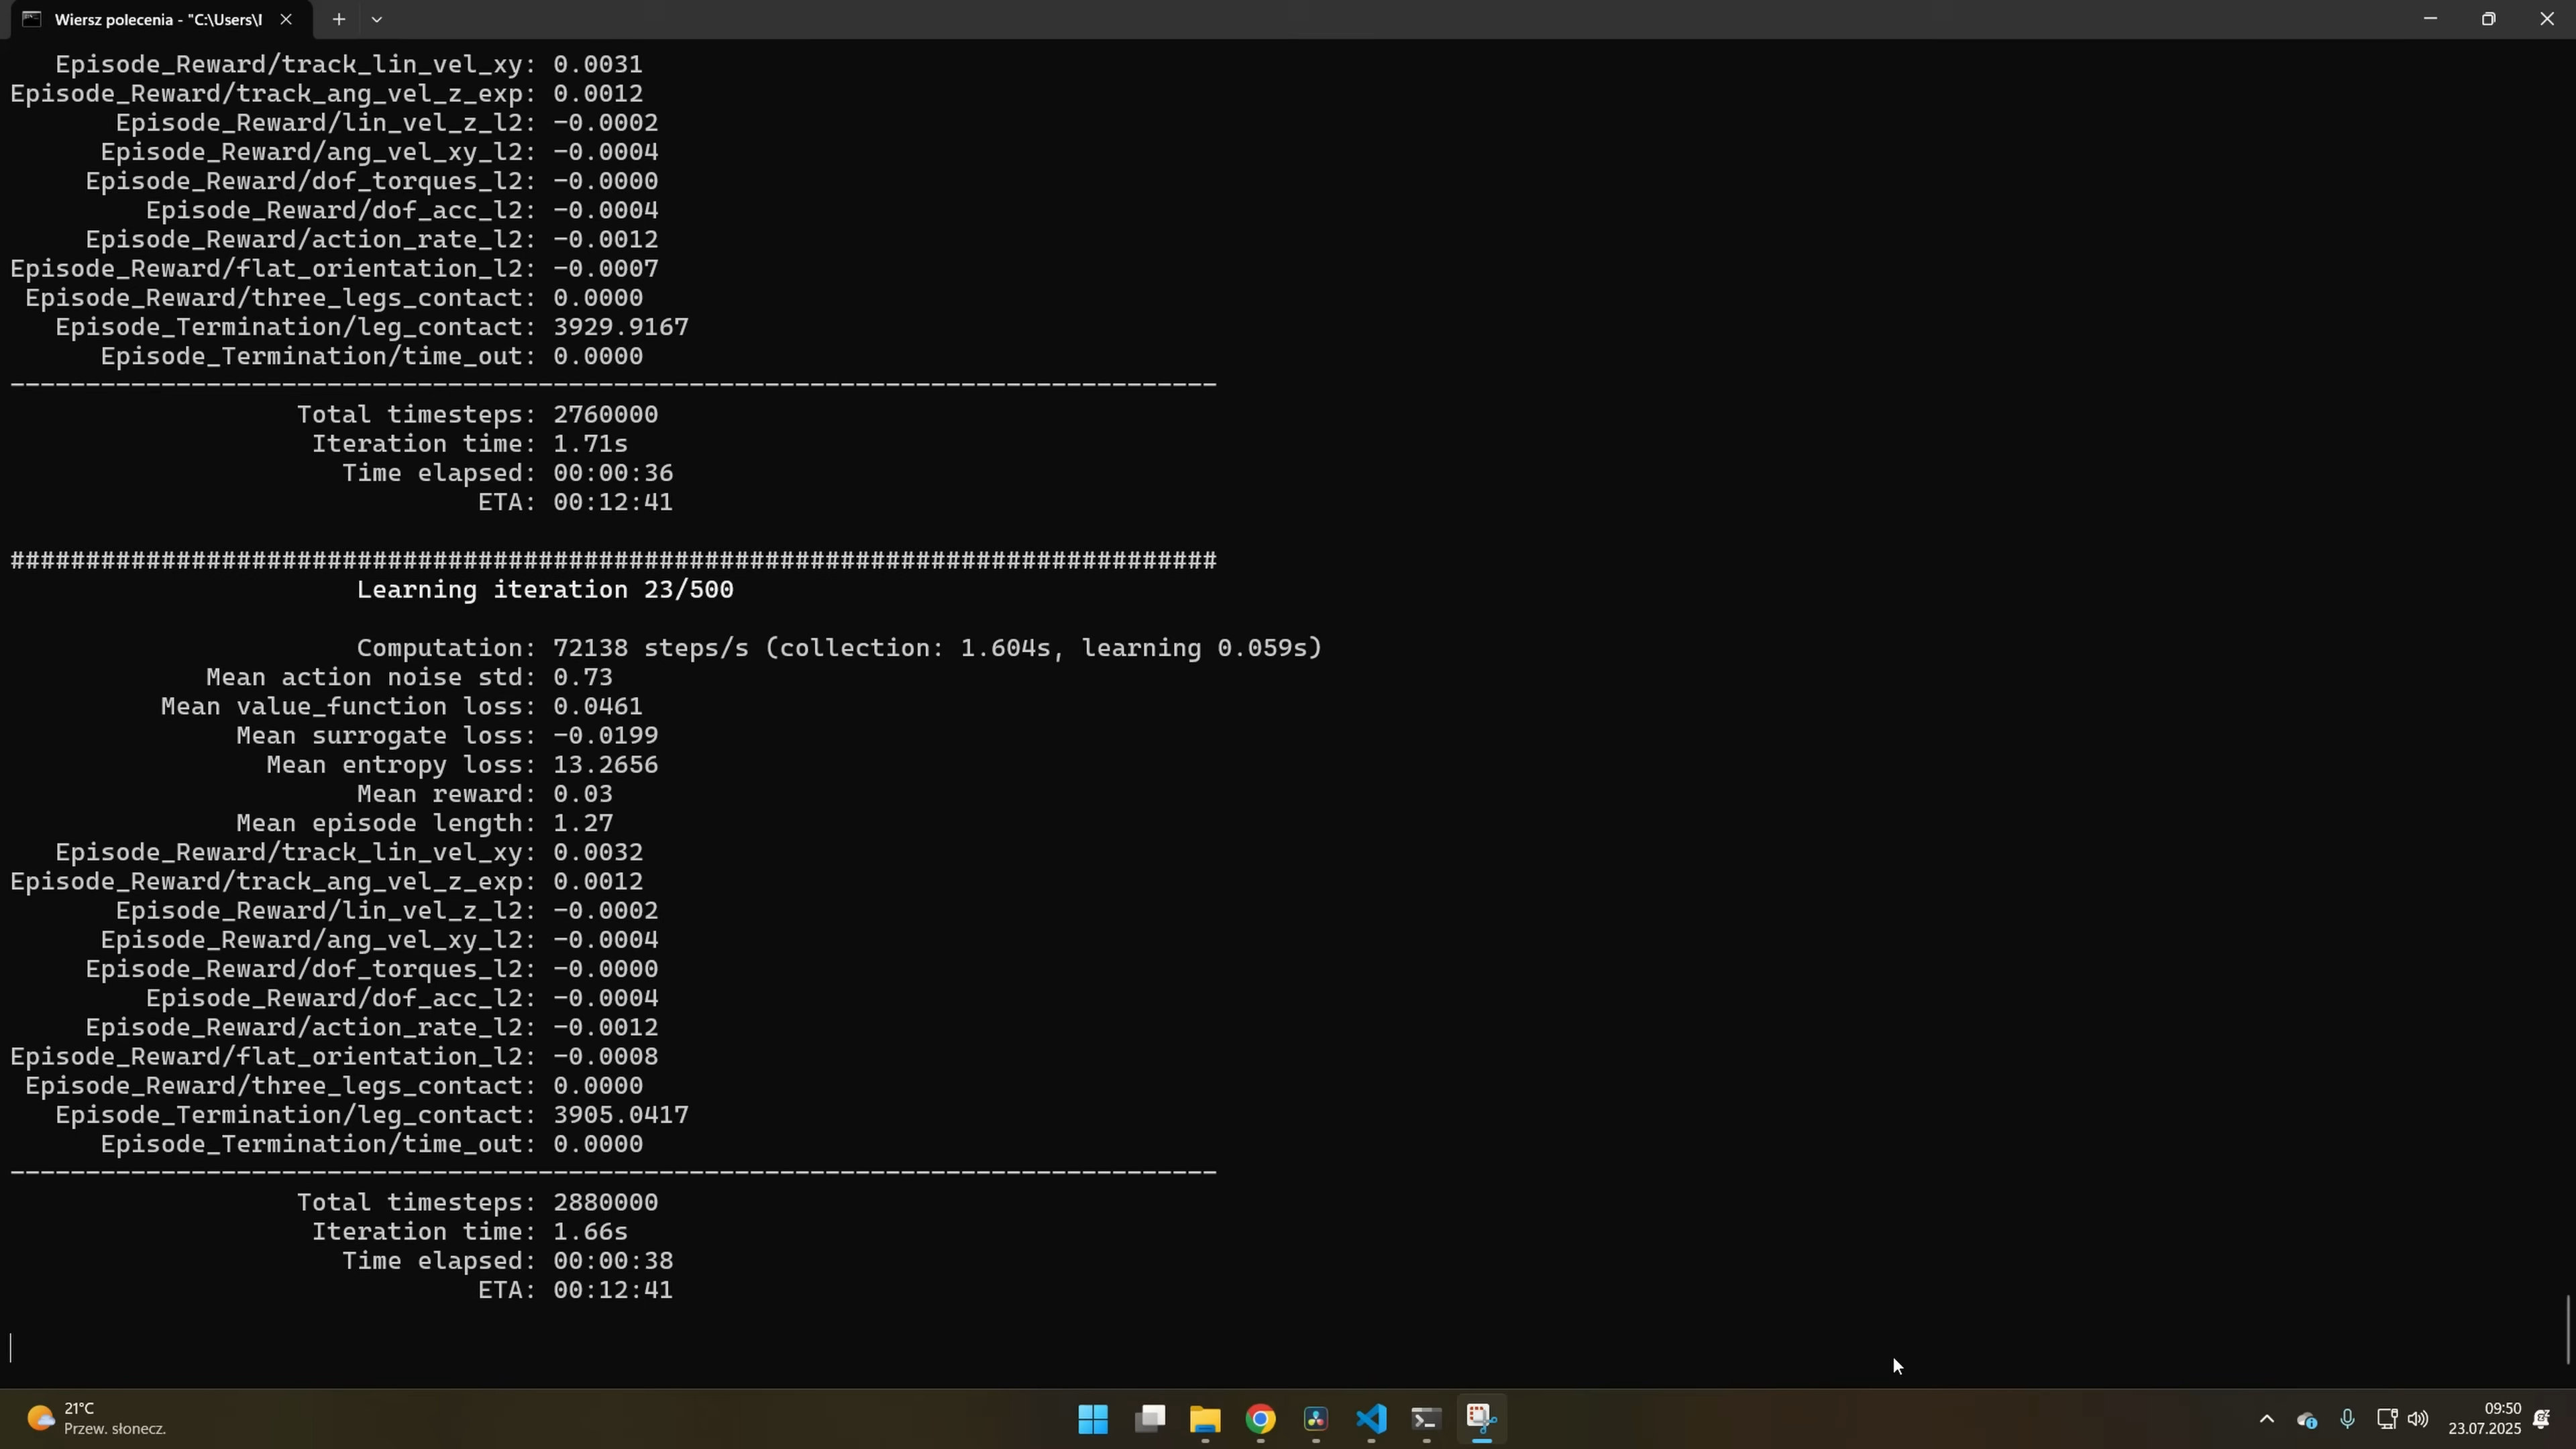 Wiersz polecenia - "C:\Users\I
Episode_Reward/track_lin_vel_xy: 0.0031
Episode_Reward/track_ang_vel_z_exp: 0.0012
Episode_Reward/lin_vel_z_l2: -0.0002
Episode_Reward/ang_vel_xy_l2: -0.0004
Episode_Reward/dof_torques_l2: -0.0000
Episode_Reward/dof_acc_l2: -0.0004
Episode_Reward/action_rate_l2: -0.0012
Episode_Reward/flat_orientation_l2: -0.0007
Episode_Reward/three_legs_contact: 0.0000
Episode_Termination/leg_contact: 3929.9167
Episode_Termination/time_out: 0.0000
--------------------------------------------------------------------------------
Total timesteps: 2760000
Iteration time: 1.71s
Time elapsed: 00:00:36
ETA: 00:12:41
################################################################################
Learning iteration 23/500
Computation: 72138 steps/s (collection: 1.604s, learning 0.059s)
Mean action noise std: 0.73
Mean value_function loss: 0.0461
Mean surrogate loss: -0.0199
Mean entropy loss: 13.2656
Mean reward: 0.03
Mean episode length: 1.27
Episode_Reward/track_lin_vel_xy: 0.0032
Episode_Reward/track_ang_vel_z_exp: 0.0012
Episode_Reward/lin_vel_z_l2: -0.0002
Episode_Reward/ang_vel_xy_l2: -0.0004
Episode_Reward/dof_torques_l2: -0.0000
Episode_Reward/dof_acc_l2: -0.0004
Episode_Reward/action_rate_l2: -0.0012
Episode_Reward/flat_orientation_l2: -0.0008
Episode_Reward/three_legs_contact: 0.0000
Episode_Termination/leg_contact: 3905.0417
Episode_Termination/time_out: 0.0000
--------------------------------------------------------------------------------
Total timesteps: 2880000
Iteration time: 1.66s
Time elapsed: 00:00:38
ETA: 00:12:41
21°C
Przew. słonecz.
09:50
23.07.2025